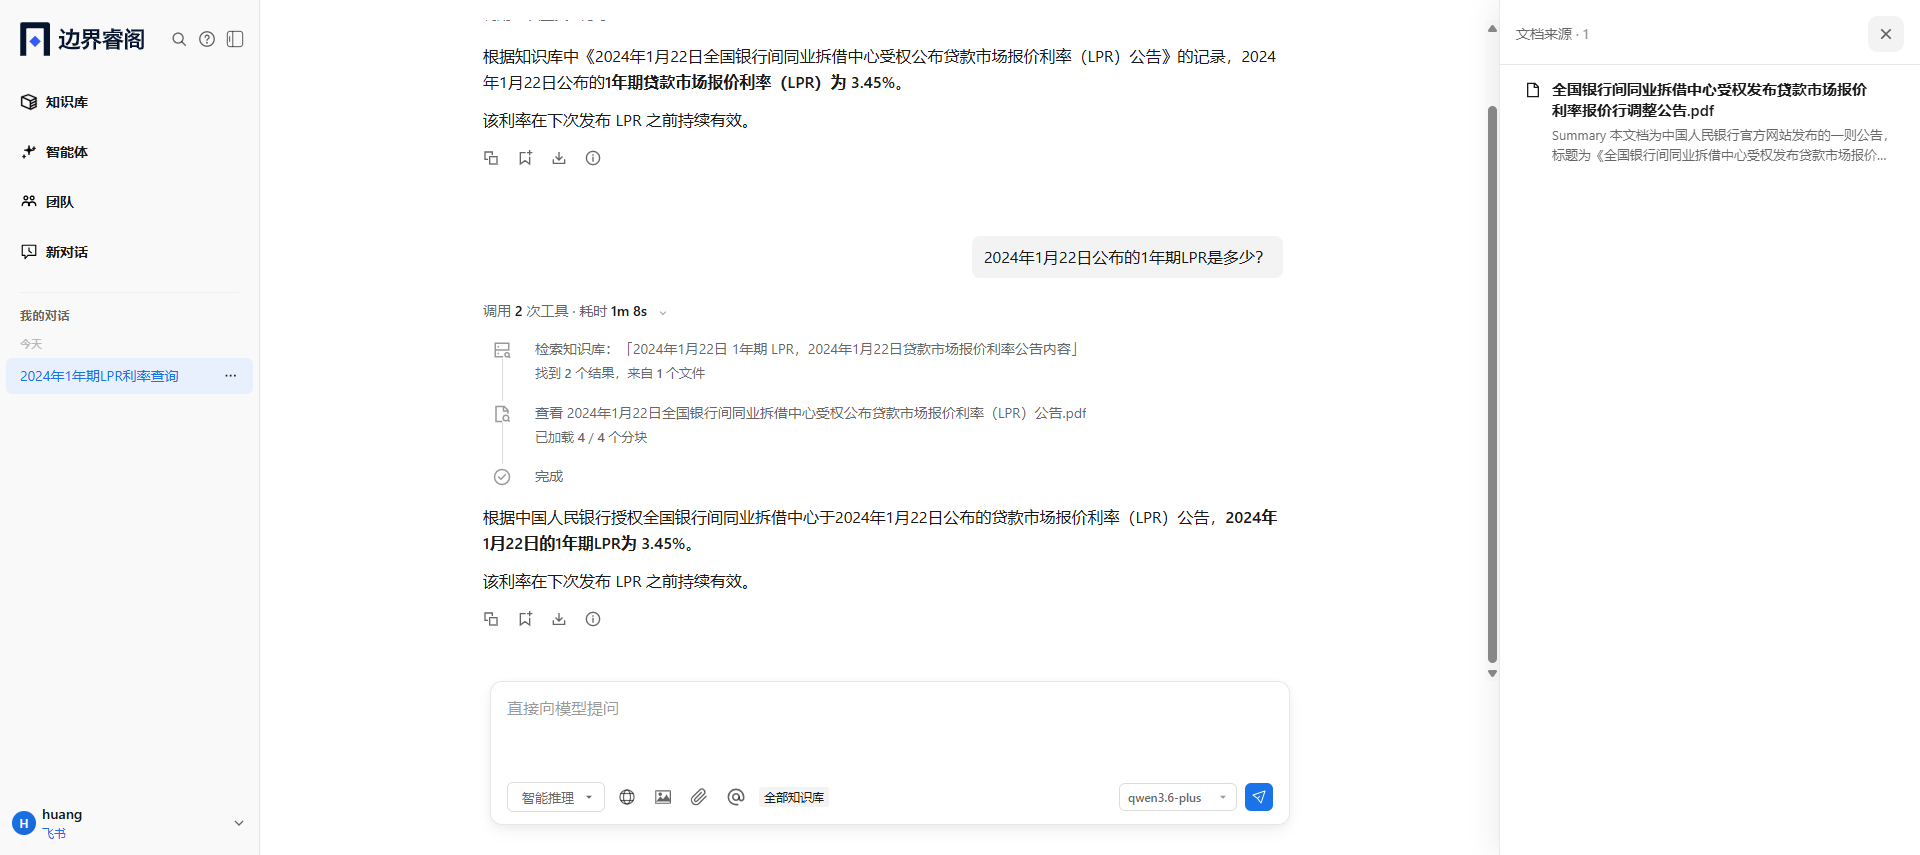 边界睿阁
知识库
智能体
团队
新对话
我的对话
今天
2024年1年期LPR利率查询
huang
飞书
H
根据知识库中《2024年1月22日全国银行间同业拆借中心受权公布贷款市场报价利率（LPR）公告》的记录，2024
年1月22日公布的1年期贷款市场报价利率（LPR）为 3.45%。
该利率在下次发布 LPR 之前持续有效。
2024年1月22日公布的1年期LPR是多少？
调用 2 次工具 · 耗时 1m 8s
检索知识库：「2024年1月22日 1年期 LPR，2024年1月22日贷款市场报价利率公告内容」
找到 2 个结果，来自 1 个文件
查看 2024年1月22日全国银行间同业拆借中心受权公布贷款市场报价利率（LPR）公告.pdf
已加载 4 / 4 个分块
完成
根据中国人民银行授权全国银行间同业拆借中心于2024年1月22日公布的贷款市场报价利率（LPR）公告，2024年
1月22日的1年期LPR为 3.45%。
该利率在下次发布 LPR 之前持续有效。
直接向模型提问
智能推理
全部知识库
qwen3.6-plus
文档来源 · 1
全国银行间同业拆借中心受权发布贷款市场报价
利率报价行调整公告.pdf
Summary 本文档为中国人民银行官方网站发布的一则公告，
标题为《全国银行间同业拆借中心受权发布贷款市场报价...